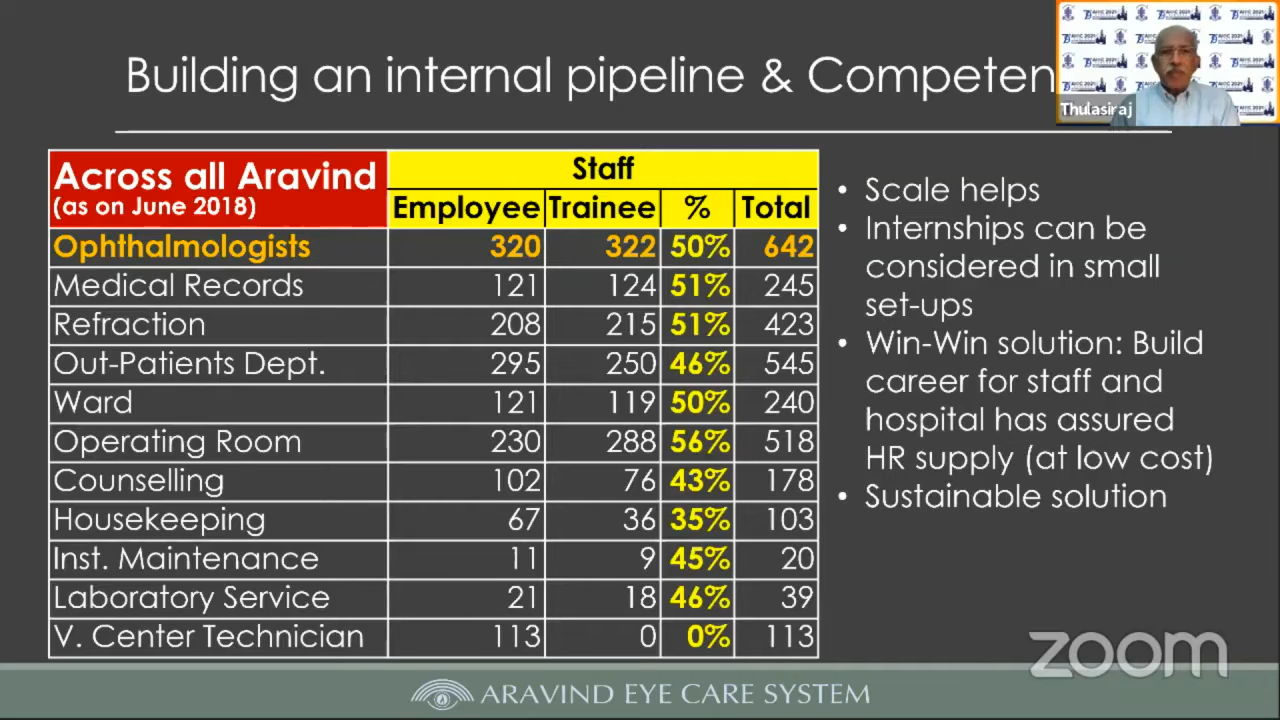 Building an internal pipeline & Competen
Thulasiraj
Across all Aravind
(as on June 2018)
Staff
Employee Trainee % Total
Ophthalmologists 320 322 50% 642
Medical Records 121 124 51% 245
Refraction 208 215 51% 423
Out-Patients Dept. 295 250 46% 545
Ward 121 119 50% 240
Operating Room 230 288 56% 518
Counselling 102 76 43% 178
Housekeeping 67 36 35% 103
Inst. Maintenance 11 9 45% 20
Laboratory Service 21 18 46% 39
V. Center Technician 113 0 0% 113
• Scale helps
• Internships can be
considered in small
set-ups
• Win-Win solution: Build
career for staff and
hospital has assured
HR supply (at low cost)
• Sustainable solution
zoom
ARAVIND EYE CARE SYSTEM